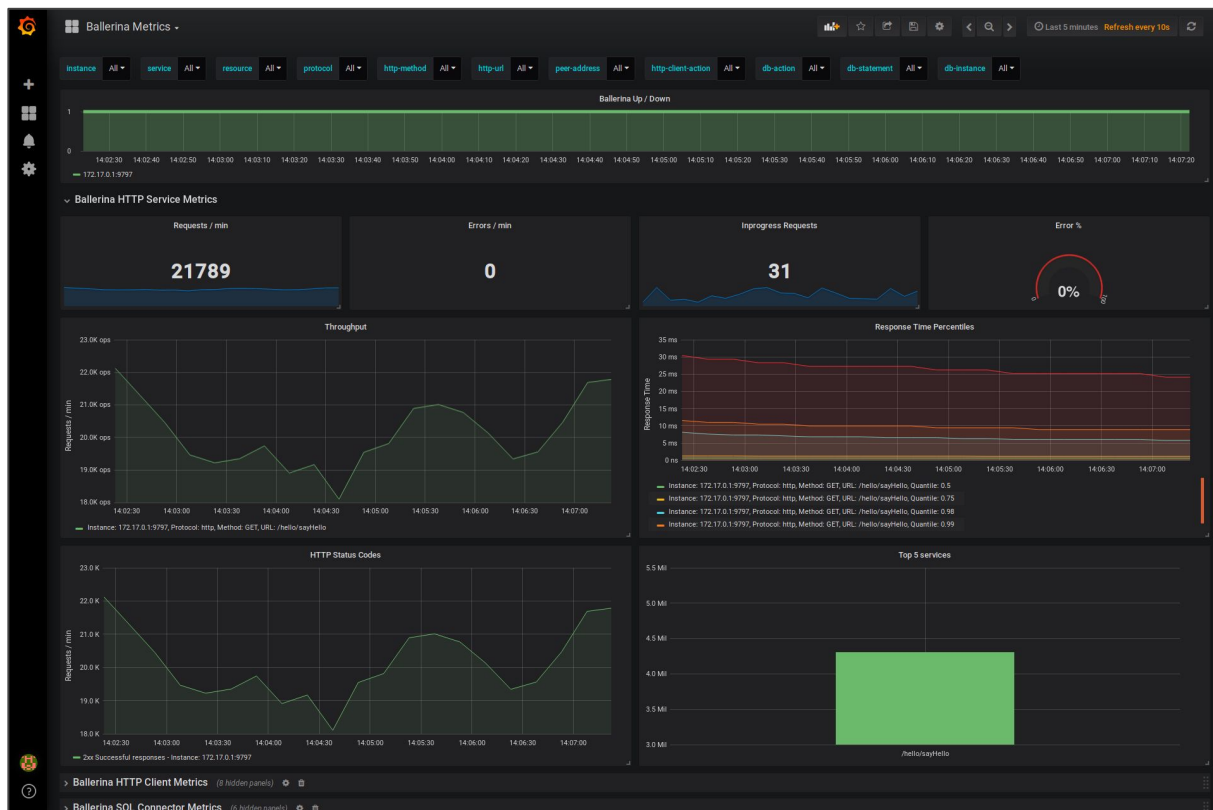 Ballerina Metrics
Last 5 minutes Refresh every 10s
instance All service All resource All protocol All http-method All http-url All peer-address All http-client-action All db-action All db-statement All db-instance All
Ballerina Up / Down
1
0
14:02:30 14:02:40 14:02:50 14:03:00 14:03:10 14:03:20 14:03:30 14:03:40 14:03:50 14:04:00 14:04:10 14:04:20 14:04:30 14:04:40 14:04:50 14:05:00 14:05:10 14:05:20 14:05:30 14:05:40 14:05:50 14:06:00 14:06:10 14:06:20 14:06:30 14:06:40 14:06:50 14:07:00 14:07:10 14:07:20
172.17.0.1:9797
Ballerina HTTP Service Metrics
Requests / min
21789
Errors / min
0
Inprogress Requests
31
Error %
0%
0
100
Throughput
Requests / min
23.0K ops
22.0K ops
21.0K ops
20.0K ops
19.0K ops
18.0K ops
14:02:30 14:03:00 14:03:30 14:04:00 14:04:30 14:05:00 14:05:30 14:06:00 14:06:30 14:07:00
Instance: 172.17.0.1:9797, Protocol: http, Method: GET, URL: /hello/sayHello
Response Time Percentiles
Response Time
35 ms
30 ms
25 ms
20 ms
15 ms
10 ms
5 ms
0 ns
14:02:30 14:03:00 14:03:30 14:04:00 14:04:30 14:05:00 14:05:30 14:06:00 14:06:30 14:07:00
Instance: 172.17.0.1:9797, Protocol: http, Method: GET, URL: /hello/sayHello, Quantile: 0.5
Instance: 172.17.0.1:9797, Protocol: http, Method: GET, URL: /hello/sayHello, Quantile: 0.75
Instance: 172.17.0.1:9797, Protocol: http, Method: GET, URL: /hello/sayHello, Quantile: 0.98
Instance: 172.17.0.1:9797, Protocol: http, Method: GET, URL: /hello/sayHello, Quantile: 0.99
HTTP Status Codes
Requests / min
23.0 K
22.0 K
21.0 K
20.0 K
19.0 K
18.0 K
14:02:30 14:03:00 14:03:30 14:04:00 14:04:30 14:05:00 14:05:30 14:06:00 14:06:30 14:07:00
2xx Successful responses - Instance: 172.17.0.1:9797
Top 5 services
5.5 Mil
5.0 Mil
4.5 Mil
4.0 Mil
3.5 Mil
3.0 Mil
/hello/sayHello
Ballerina HTTP Client Metrics (8 hidden panels)
Ballerina SQL Connector Metrics (6 hidden panels)